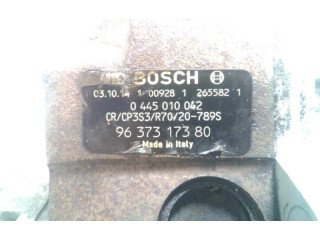 BOSCH
03.10.14 1 00928 1 265582 1
0 445 010 042
CR/CP3S3/R70/20-789S
96 373 173 80
Made in Italy